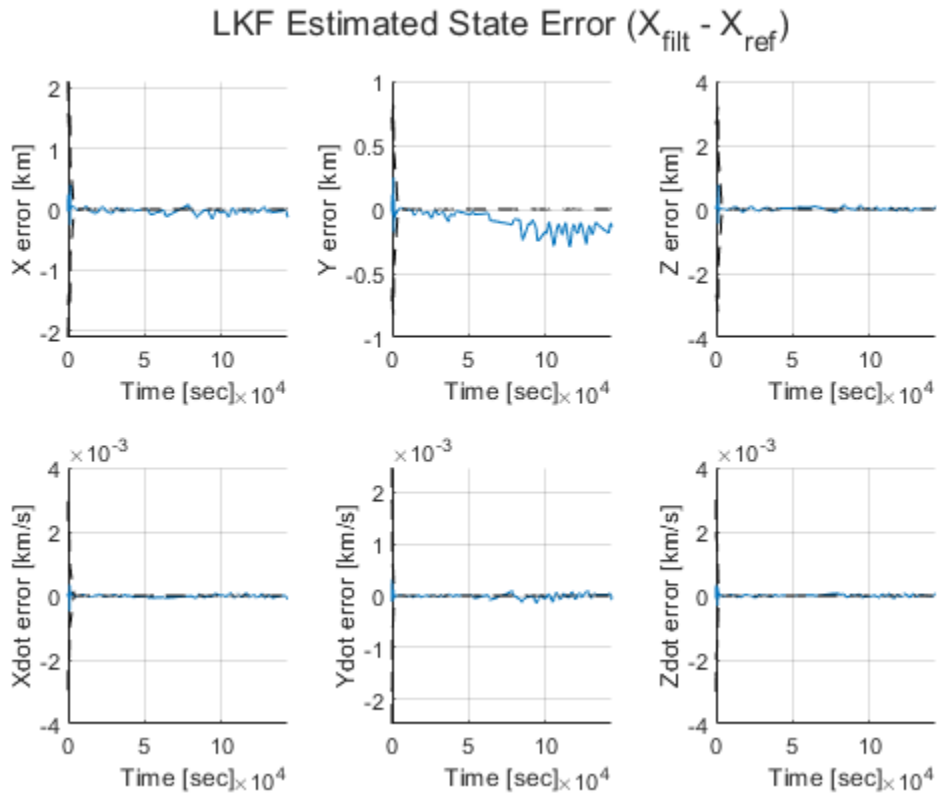 LKF Estimated State Error (X_filt - X_ref)
X error [km]
2
1
0
-1
-2
0 5 10
Time [sec] ×10^4
Y error [km]
1
0.5
0
-0.5
-1
0 5 10
Time [sec] ×10^4
Z error [km]
4
2
0
-2
-4
0 5 10
Time [sec] ×10^4
×10^-3
Xdot error [km/s]
4
2
0
-2
-4
0 5 10
Time [sec] ×10^4
×10^-3
Ydot error [km/s]
2
1
0
-1
-2
0 5 10
Time [sec] ×10^4
×10^-3
Zdot error [km/s]
4
2
0
-2
-4
0 5 10
Time [sec] ×10^4